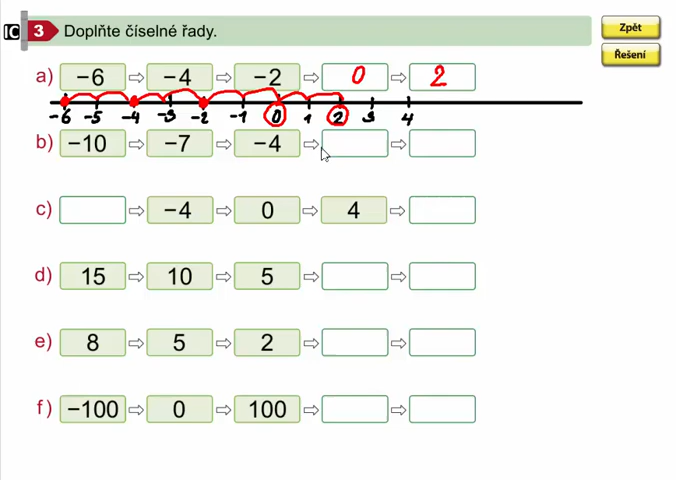 IC 3 Doplňte číselné řady. Zpět
Řešení
a) −6 ⇨ −4 ⇨ −2 ⇨ 0 ⇨ 2
-6 -5 -4 -3 -2 -1 0 1 2 3 4
b) −10 ⇨ −7 ⇨ −4 ⇨ ⇨
c) ⇨ −4 ⇨ 0 ⇨ 4 ⇨
d) 15 ⇨ 10 ⇨ 5 ⇨ ⇨
e) 8 ⇨ 5 ⇨ 2 ⇨ ⇨
f) −100 ⇨ 0 ⇨ 100 ⇨ ⇨